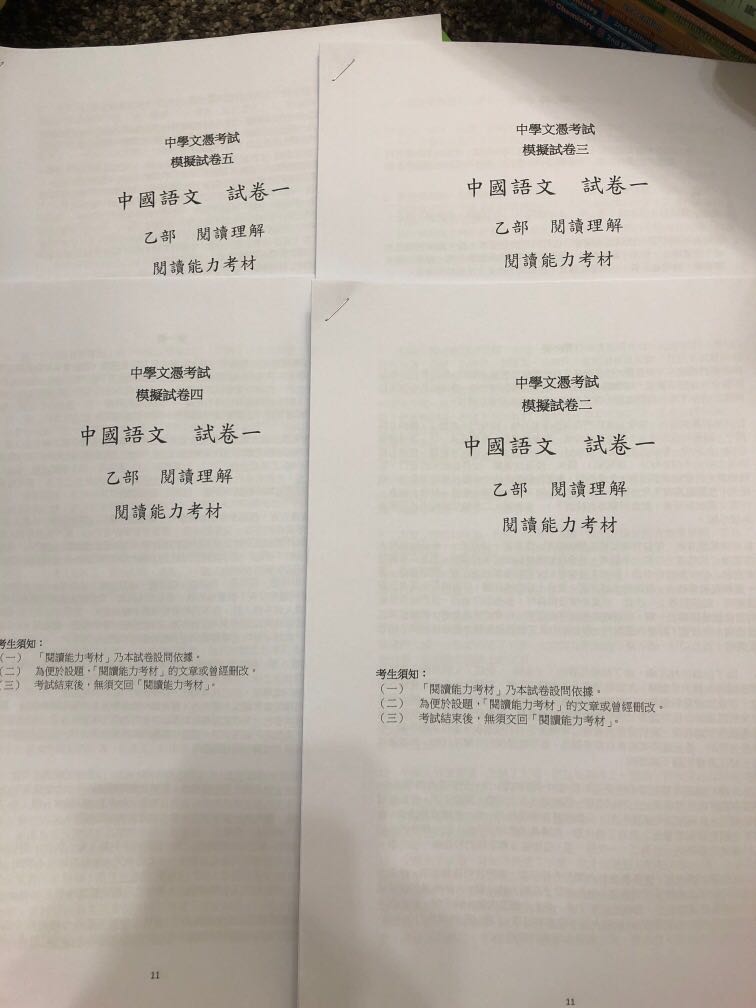 中學文憑考試
模擬試卷五
中國語文　試卷一
乙部　閱讀理解
閱讀能力考材
中學文憑考試
模擬試卷三
中國語文　試卷一
乙部　閱讀理解
閱讀能力考材
中學文憑考試
模擬試卷四
中國語文　試卷一
乙部　閱讀理解
閱讀能力考材
考生須知：
（一）　「閱讀能力考材」乃本試卷設問依據。
（二）　為便於設題，「閱讀能力考材」的文章或曾經刪改。
（三）　考試結束後，無須交回「閱讀能力考材」。
11
中學文憑考試
模擬試卷二
中國語文　試卷一
乙部　閱讀理解
閱讀能力考材
考生須知：
（一）　「閱讀能力考材」乃本試卷設問依據。
（二）　為便於設題，「閱讀能力考材」的文章或曾經刪改。
（三）　考試結束後，無須交回「閱讀能力考材」。
11
Chemistry 2nd Edition
Chemistry 2nd Edition